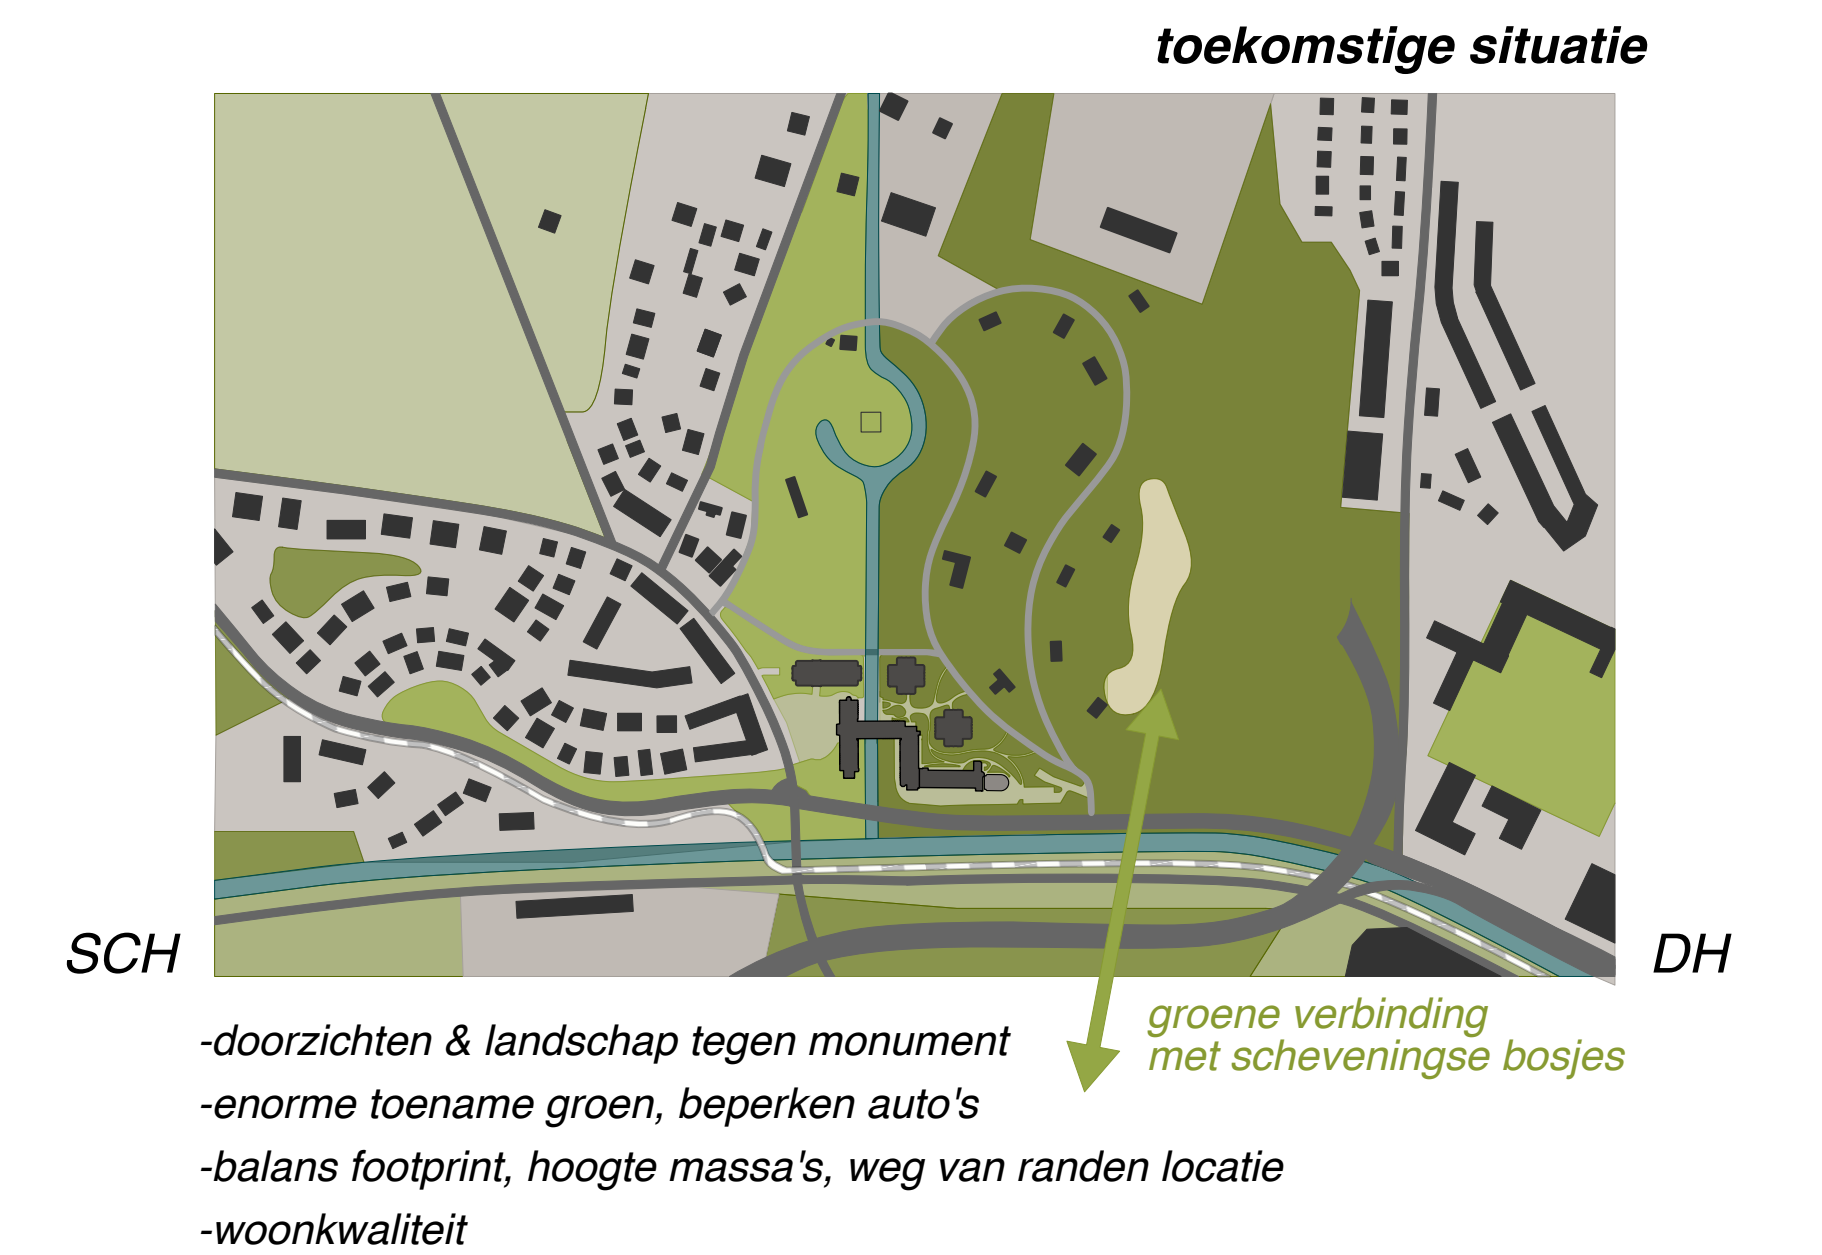 toekomstige situatie
SCH
DH
groene verbinding
met scheveningse bosjes
-doorzichten & landschap tegen monument
-enorme toename groen, beperken auto's
-balans footprint, hoogte massa's, weg van randen locatie
-woonkwaliteit